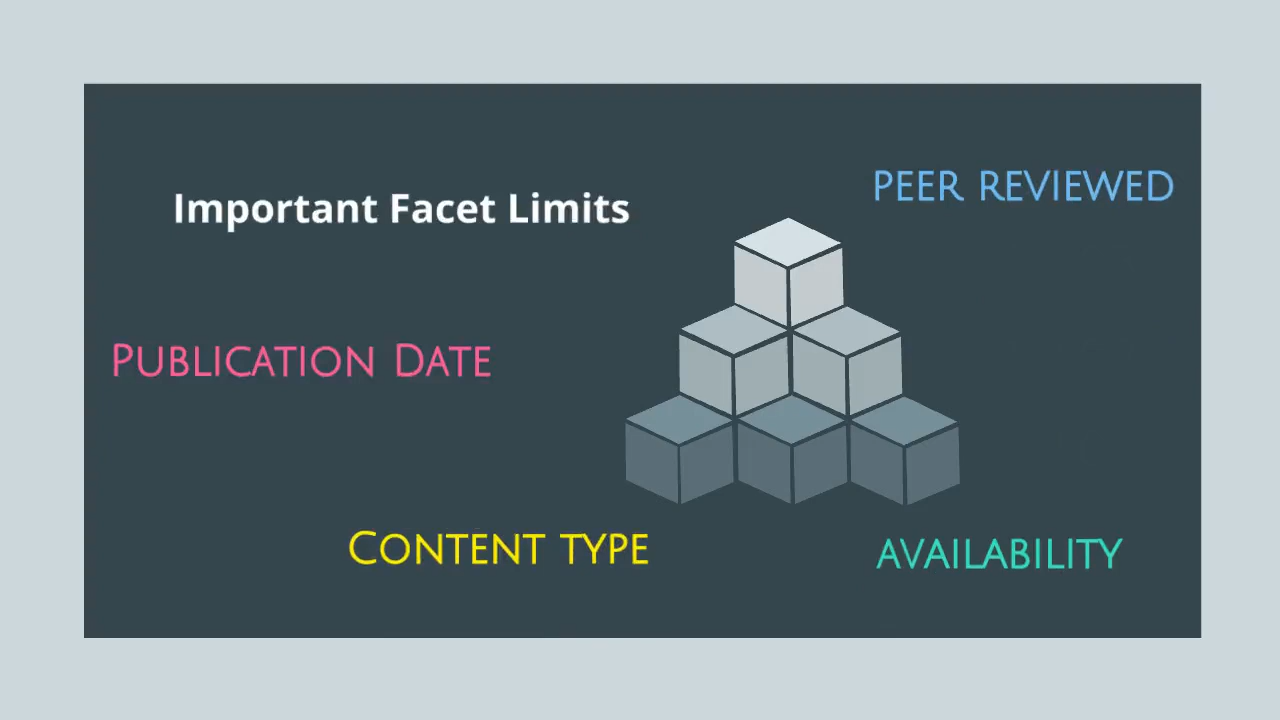 Important Facet Limits
PEER REVIEWED
PUBLICATION DATE
CONTENT TYPE
AVAILABILITY